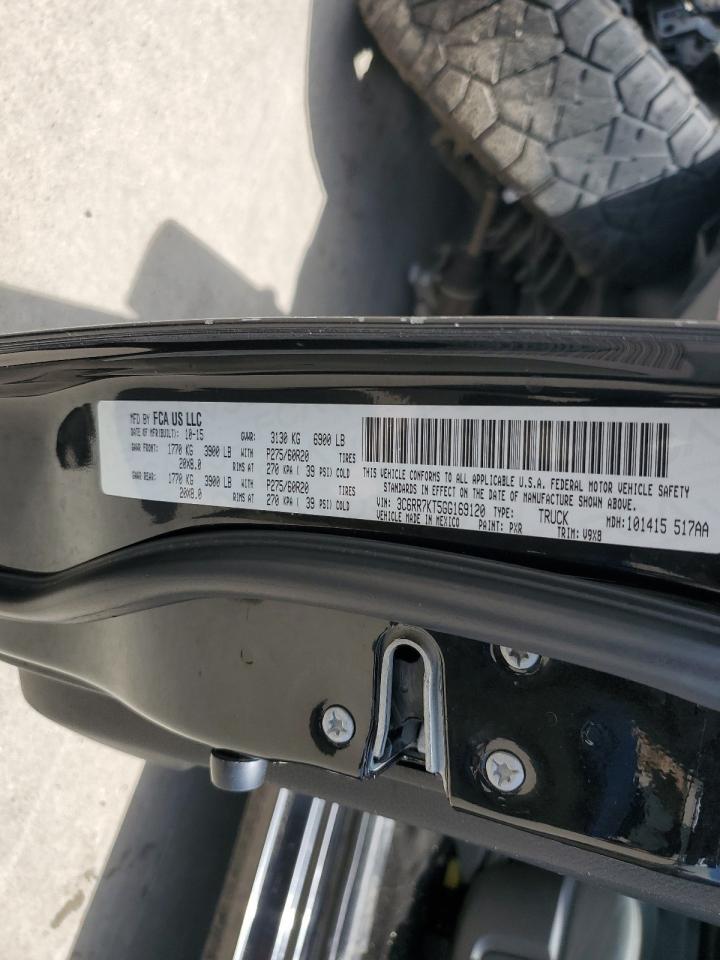 MFD BY FCA US LLC
DATE OF MFR(BUILT): 10-15 GVWR: 3130 KG 6900 LB
GAWR FRONT: 1770 KG 3900 LB WITH P275/60R20 TIRES
20X8.0 RIMS AT 270 KPA ( 39 PSI) COLD
GAWR REAR: 1770 KG 3900 LB WITH P275/60R20 TIRES
20X8.0 RIMS AT 270 KPA ( 39 PSI) COLD
THIS VEHICLE CONFORMS TO ALL APPLICABLE U.S.A. FEDERAL MOTOR VEHICLE SAFETY
STANDARDS IN EFFECT ON THE DATE OF MANUFACTURE SHOWN ABOVE.
VIN: 3C6RR7KT5GG169120 TYPE: TRUCK MDH:101415 517AA
VEHICLE MADE IN MEXICO PAINT: PXR TRIM: V9X8